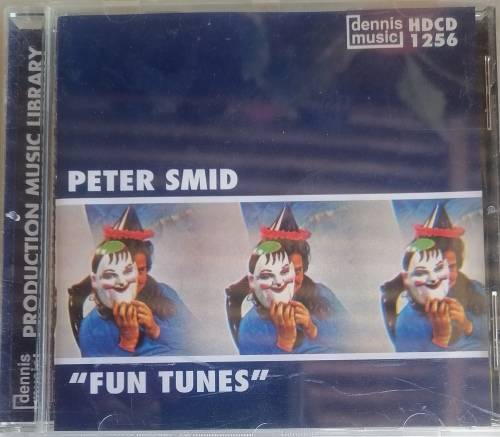 dennis
music
HDCD
1256
PETER SMID
"FUN TUNES"
dennis
PRODUCTION MUSIC LIBRARY